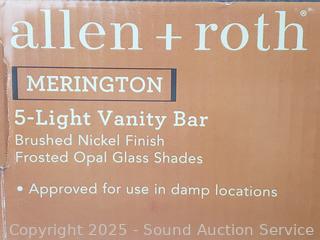 allen + roth®
MERINGTON
5-Light Vanity Bar
Brushed Nickel Finish
Frosted Opal Glass Shades
• Approved for use in damp locations
Copyright 2025 - Sound Auction Service